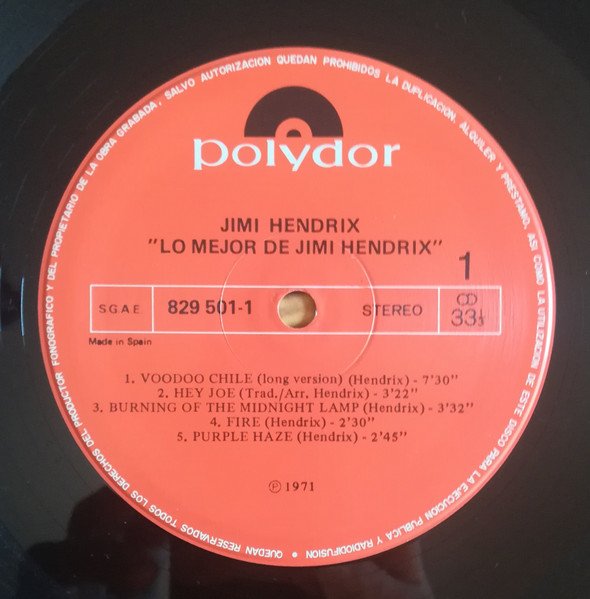 polydor
JIMI HENDRIX
"LO MEJOR DE JIMI HENDRIX"
1
SGAE
829 501-1
STEREO
33⅓
Made in Spain
1. VOODOO CHILE (long version) (Hendrix) - 7'30"
2. HEY JOE (Trad./Arr. Hendrix) - 3'22"
3. BURNING OF THE MIDNIGHT LAMP (Hendrix) - 3'32"
4. FIRE (Hendrix) - 2'30"
5. PURPLE HAZE (Hendrix) - 2'45"
℗ 1971
QUEDAN RESERVADOS TODOS LOS DERECHOS DEL PRODUCTOR FONOGRAFICO Y DEL PROPIETARIO DE LA OBRA GRABADA. SALVO AUTORIZACION QUEDAN PROHIBIDOS LA DUPLICACION, ALQUILER Y PRESTAMO, ASI COMO LA UTILIZACION DE ESTE DISCO PARA LA EJECUCION PUBLICA Y RADIODIFUSION •